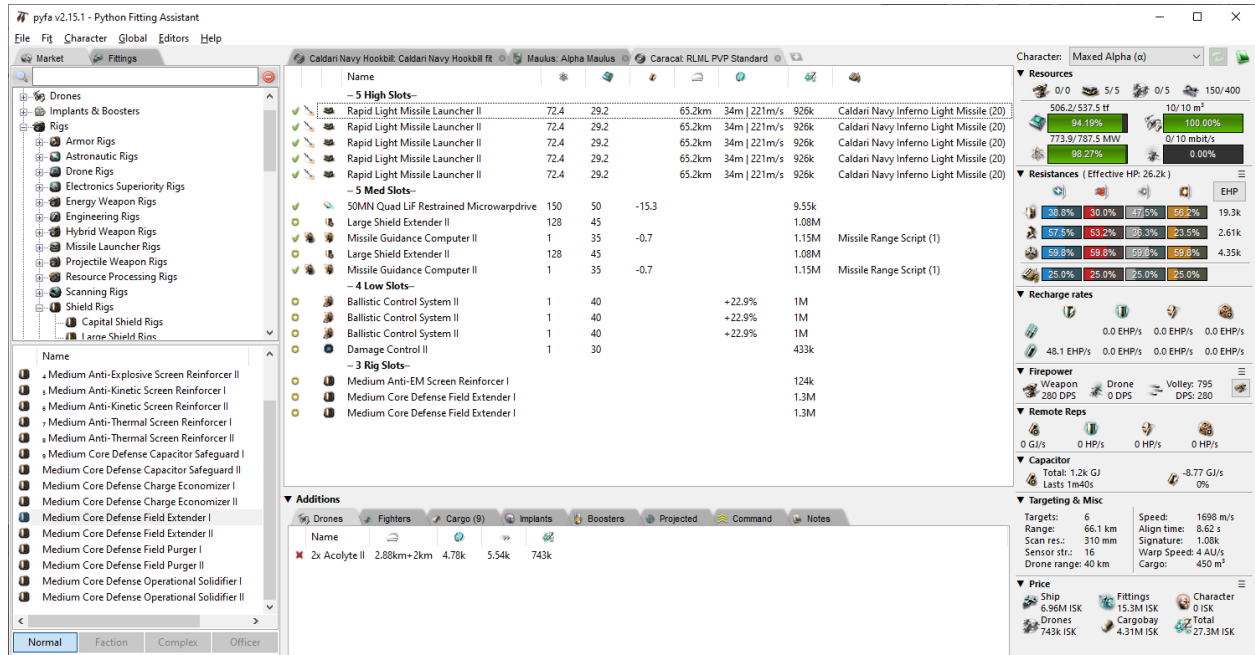 pyfa v2.15.1 - Python Fitting Assistant
File Fit Character Global Editors Help
Market Fittings
Drones
Implants & Boosters
Rigs
Armor Rigs
Astronautic Rigs
Drone Rigs
Electronics Superiority Rigs
Energy Weapon Rigs
Engineering Rigs
Hybrid Weapon Rigs
Missile Launcher Rigs
Projectile Weapon Rigs
Resource Processing Rigs
Scanning Rigs
Shield Rigs
Capital Shield Rigs
Large Shield Rigs
Name
4 Medium Anti-Explosive Screen Reinforcer II
5 Medium Anti-Kinetic Screen Reinforcer I
6 Medium Anti-Kinetic Screen Reinforcer II
7 Medium Anti-Thermal Screen Reinforcer I
8 Medium Anti-Thermal Screen Reinforcer II
9 Medium Core Defense Capacitor Safeguard I
Medium Core Defense Capacitor Safeguard II
Medium Core Defense Charge Economizer I
Medium Core Defense Charge Economizer II
Medium Core Defense Field Extender I
Medium Core Defense Field Extender II
Medium Core Defense Field Purger I
Medium Core Defense Field Purger II
Medium Core Defense Operational Solidifier I
Medium Core Defense Operational Solidifier II
Normal Faction Complex Officer
Caldari Navy Hookbill: Caldari Navy Hookbill fit Maulus: Alpha Maulus Caracal: RLML PVP Standard
Name
– 5 High Slots–
Rapid Light Missile Launcher II 72.4 29.2 65.2km 34m | 221m/s 926k Caldari Navy Inferno Light Missile (20)
Rapid Light Missile Launcher II 72.4 29.2 65.2km 34m | 221m/s 926k Caldari Navy Inferno Light Missile (20)
Rapid Light Missile Launcher II 72.4 29.2 65.2km 34m | 221m/s 926k Caldari Navy Inferno Light Missile (20)
Rapid Light Missile Launcher II 72.4 29.2 65.2km 34m | 221m/s 926k Caldari Navy Inferno Light Missile (20)
Rapid Light Missile Launcher II 72.4 29.2 65.2km 34m | 221m/s 926k Caldari Navy Inferno Light Missile (20)
– 5 Med Slots–
50MN Quad LiF Restrained Microwarpdrive 150 50 -15.3 9.55k
Large Shield Extender II 128 45 1.08M
Missile Guidance Computer II 1 35 -0.7 1.15M Missile Range Script (1)
Large Shield Extender II 128 45 1.08M
Missile Guidance Computer II 1 35 -0.7 1.15M Missile Range Script (1)
– 4 Low Slots–
Ballistic Control System II 1 40 +22.9% 1M
Ballistic Control System II 1 40 +22.9% 1M
Ballistic Control System II 1 40 +22.9% 1M
Damage Control II 1 30 433k
– 3 Rig Slots–
Medium Anti-EM Screen Reinforcer I 124k
Medium Core Defense Field Extender I 1.3M
Medium Core Defense Field Extender I 1.3M
Additions
Drones Fighters Cargo (9) Implants Boosters Projected Command Notes
Name
2x Acolyte II 2.88km+2km 4.78k 5.54k 743k
Character: Maxed Alpha (α)
Resources
0/0 5/5 0/5 150/400
506.2/537.5 tf 10/10 m³
94.19% 100.00%
773.9/787.5 MW 0/10 mbit/s
98.27% 0.00%
Resistances (Effective HP: 26.2k)
EHP
38.8% 30.0% 47.5% 56.2% 19.3k
57.5% 53.2% 36.3% 23.5% 2.61k
59.8% 59.8% 59.8% 59.8% 4.35k
25.0% 25.0% 25.0% 25.0%
Recharge rates
0.0 EHP/s 0.0 EHP/s 0.0 EHP/s
48.1 EHP/s 0.0 EHP/s 0.0 EHP/s 0.0 EHP/s
Firepower
Weapon Drone Volley: 795
280 DPS 0 DPS DPS: 280
Remote Reps
0 GJ/s 0 HP/s 0 HP/s 0 HP/s
Capacitor
Total: 1.2k GJ -8.77 GJ/s
Lasts 1m40s 0%
Targeting & Misc
Targets: 6 Speed: 1698 m/s
Range: 66.1 km Align time: 8.62 s
Scan res.: 310 mm Signature: 1.08k
Sensor str.: 16 Warp Speed: 4 AU/s
Drone range: 40 km Cargo: 450 m³
Price
Ship Fittings Character
6.96M ISK 15.3M ISK 0 ISK
Drones Cargobay Total
743k ISK 4.31M ISK 27.3M ISK